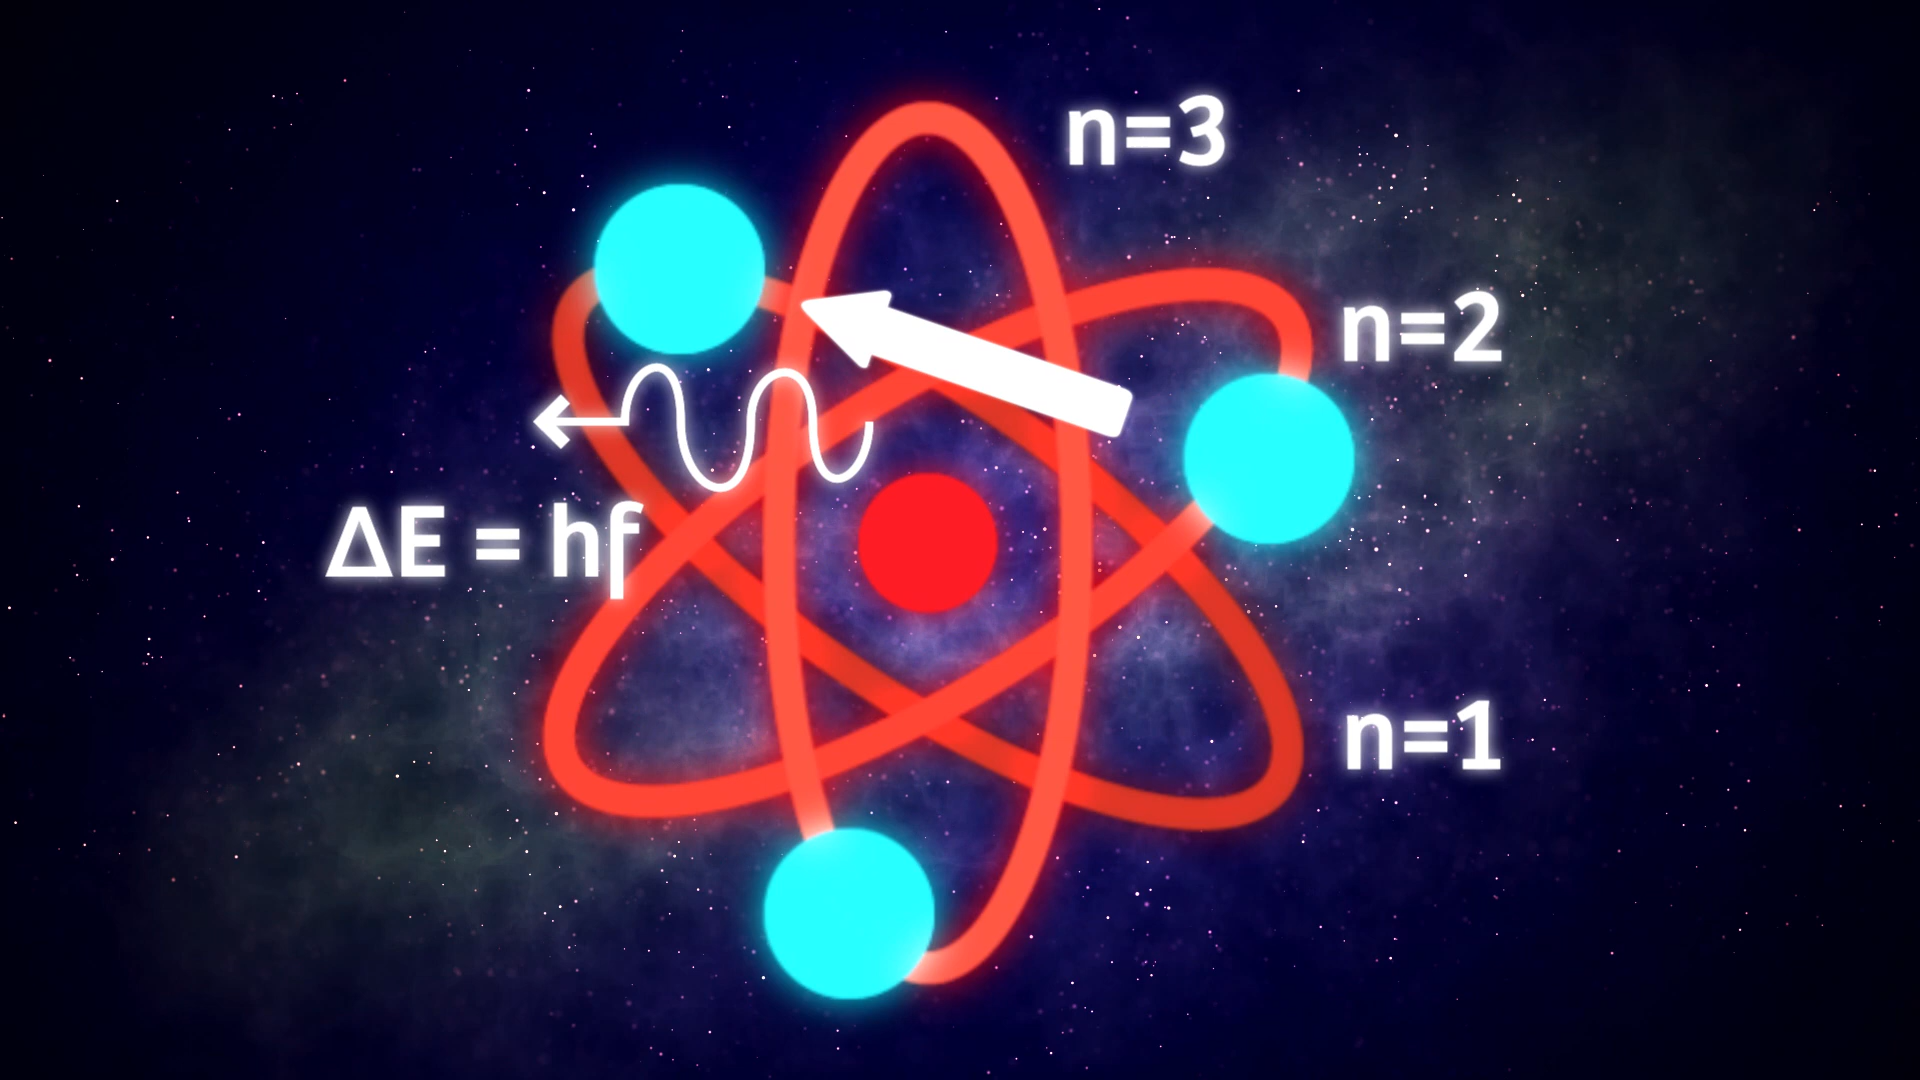 n=3
n=2
ΔE = hf
n=1